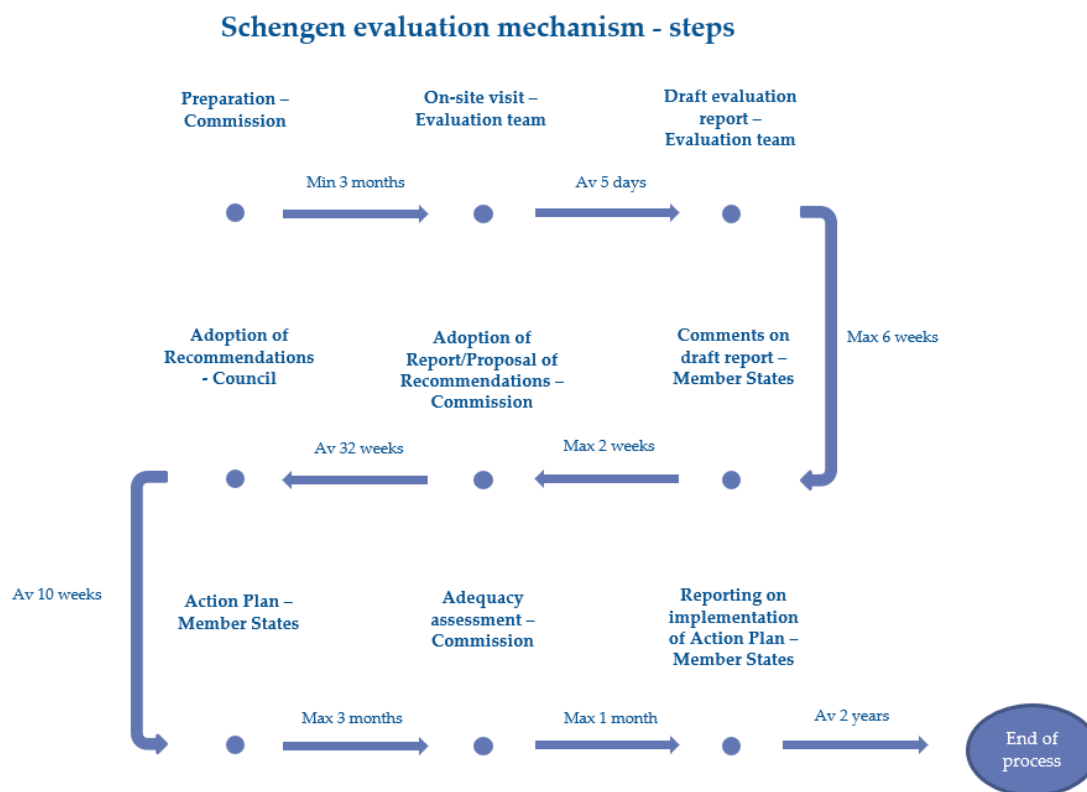 Schengen evaluation mechanism - steps
Preparation –
Commission
On-site visit –
Evaluation team
Draft evaluation
report –
Evaluation team
Min 3 months
Av 5 days
Max 6 weeks
Comments on
draft report –
Member States
Adoption of
Report/Proposal of
Recommendations –
Commission
Adoption of
Recommendations
- Council
Max 2 weeks
Av 32 weeks
Av 10 weeks
Action Plan –
Member States
Adequacy
assessment –
Commission
Reporting on
implementation
of Action Plan –
Member States
Max 3 months
Max 1 month
Av 2 years
End of
process